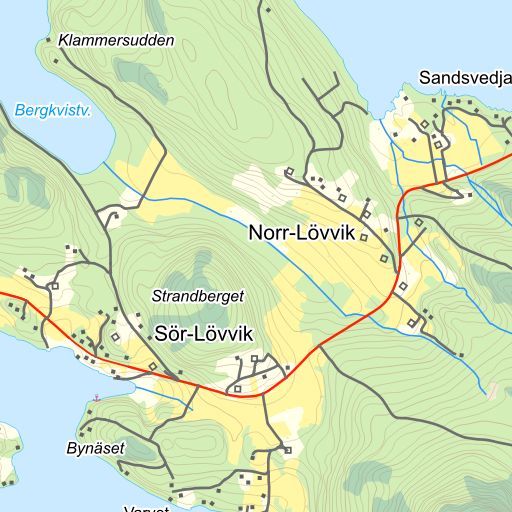 Klammersudden
Sandsvedja
Bergkvistv.
Norr-Lövvik
Strandberget
Sör-Lövvik
Bynäset